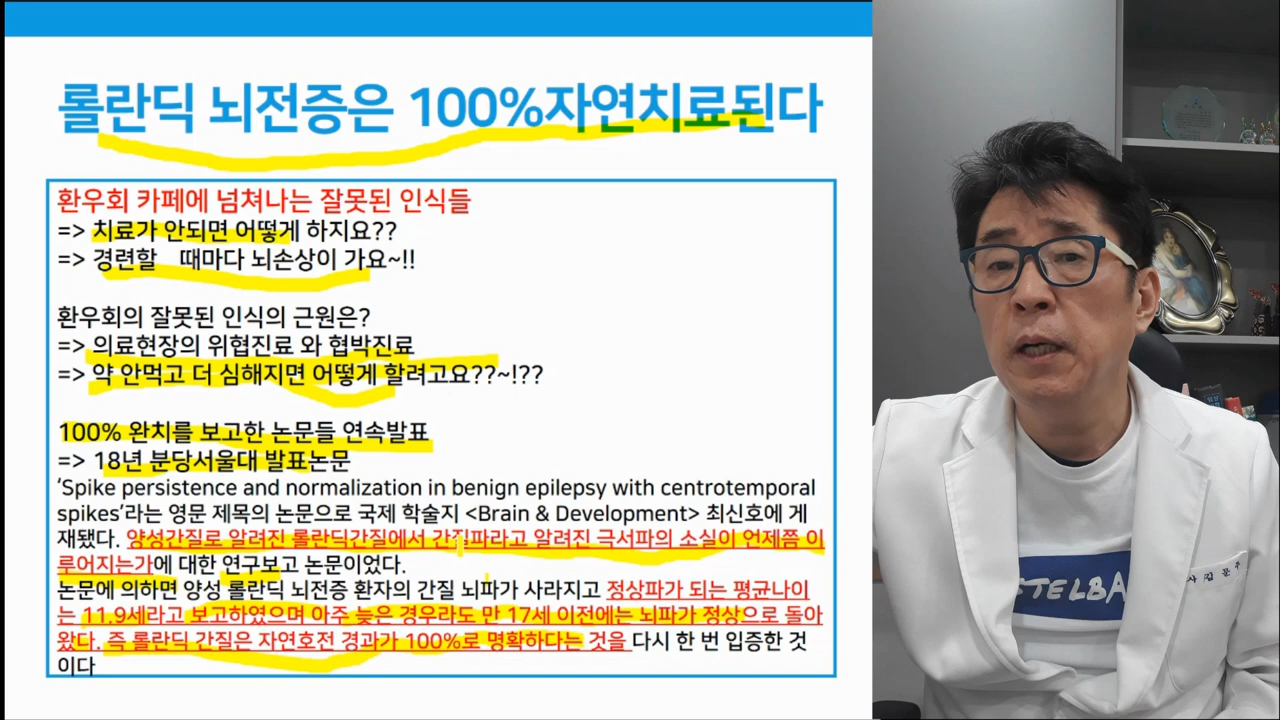 롤란딕 뇌전증은 100%자연치료된다
환우회 카페에 넘쳐나는 잘못된 인식들
=> 치료가 안되면 어떻게 하지요??
=> 경련할 때마다 뇌손상이 가요~!!
환우회의 잘못된 인식의 근원은?
=> 의료현장의 위협진료 와 협박진료
=> 약 안먹고 더 심해지면 어떻게 할려고요??~!??
100% 완치를 보고한 논문들 연속발표
=> 18년 분당서울대 발표논문
‘Spike persistence and normalization in benign epilepsy with centrotemporal
spikes’라는 영문 제목의 논문으로 국제 학술지 <Brain & Development> 최신호에 게
재됐다. 양성간질로 알려진 롤란딕간질에서 간질파라고 알려진 극서파의 소실이 언제쯤 이
루어지는가에 대한 연구보고 논문이었다.
논문에 의하면 양성 롤란딕 뇌전증 환자의 간질 뇌파가 사라지고 정상파가 되는 평균나이
는 11.9세라고 보고하였으며 아주 늦은 경우라도 만 17세 이전에는 뇌파가 정상으로 돌아
왔다. 즉 롤란딕 간질은 자연호전 경과가 100%로 명확하다는 것을 다시 한 번 입증한 것
이다
STELBA